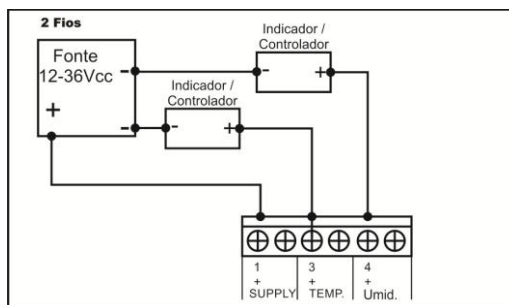 2 Fios
Fonte
12-36Vcc
+
-
-
Indicador /
Controlador
- +
Indicador /
Controlador
- +
1 3 4
+ + +
SUPPLY TEMP. Umid.